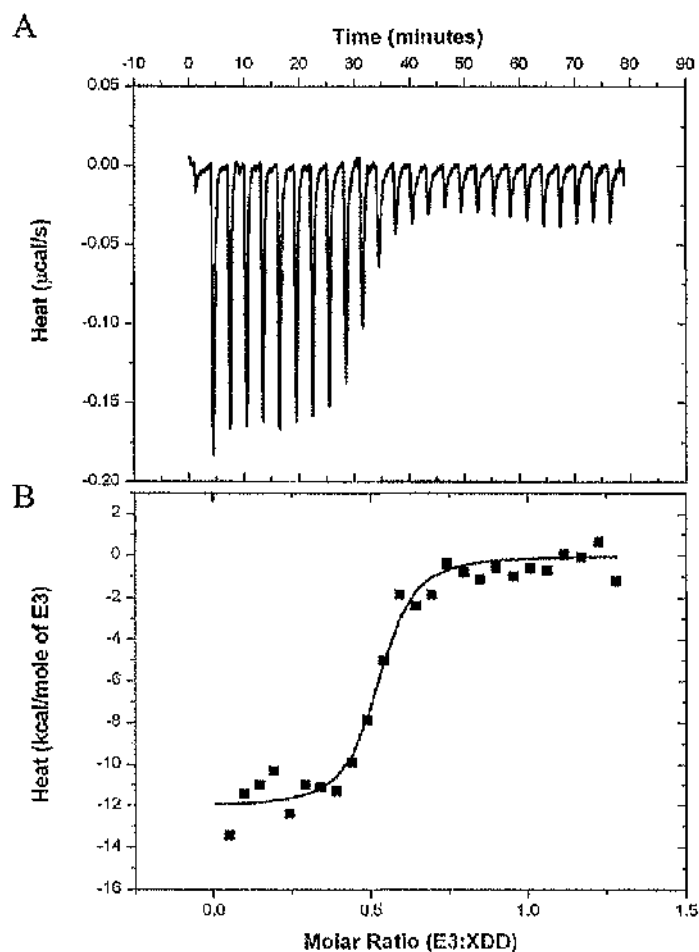 A
Time (minutes)
-10 0 10 20 30 40 50 60 70 80 90
0.05
0.00
-0.05
-0.10
-0.15
-0.20
Heat (µcal/s)
B
2
0
-2
-4
-6
-8
-10
-12
-14
-16
Heat (kcal/mole of E3)
0.0 0.5 1.0 1.5
Molar Ratio (E3:XDD)